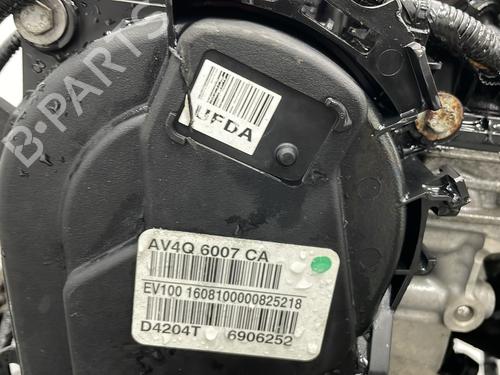 B-PARTS
UFDA
AV4Q 6007 CA
EV100 1608100000825218
D4204T 6906252